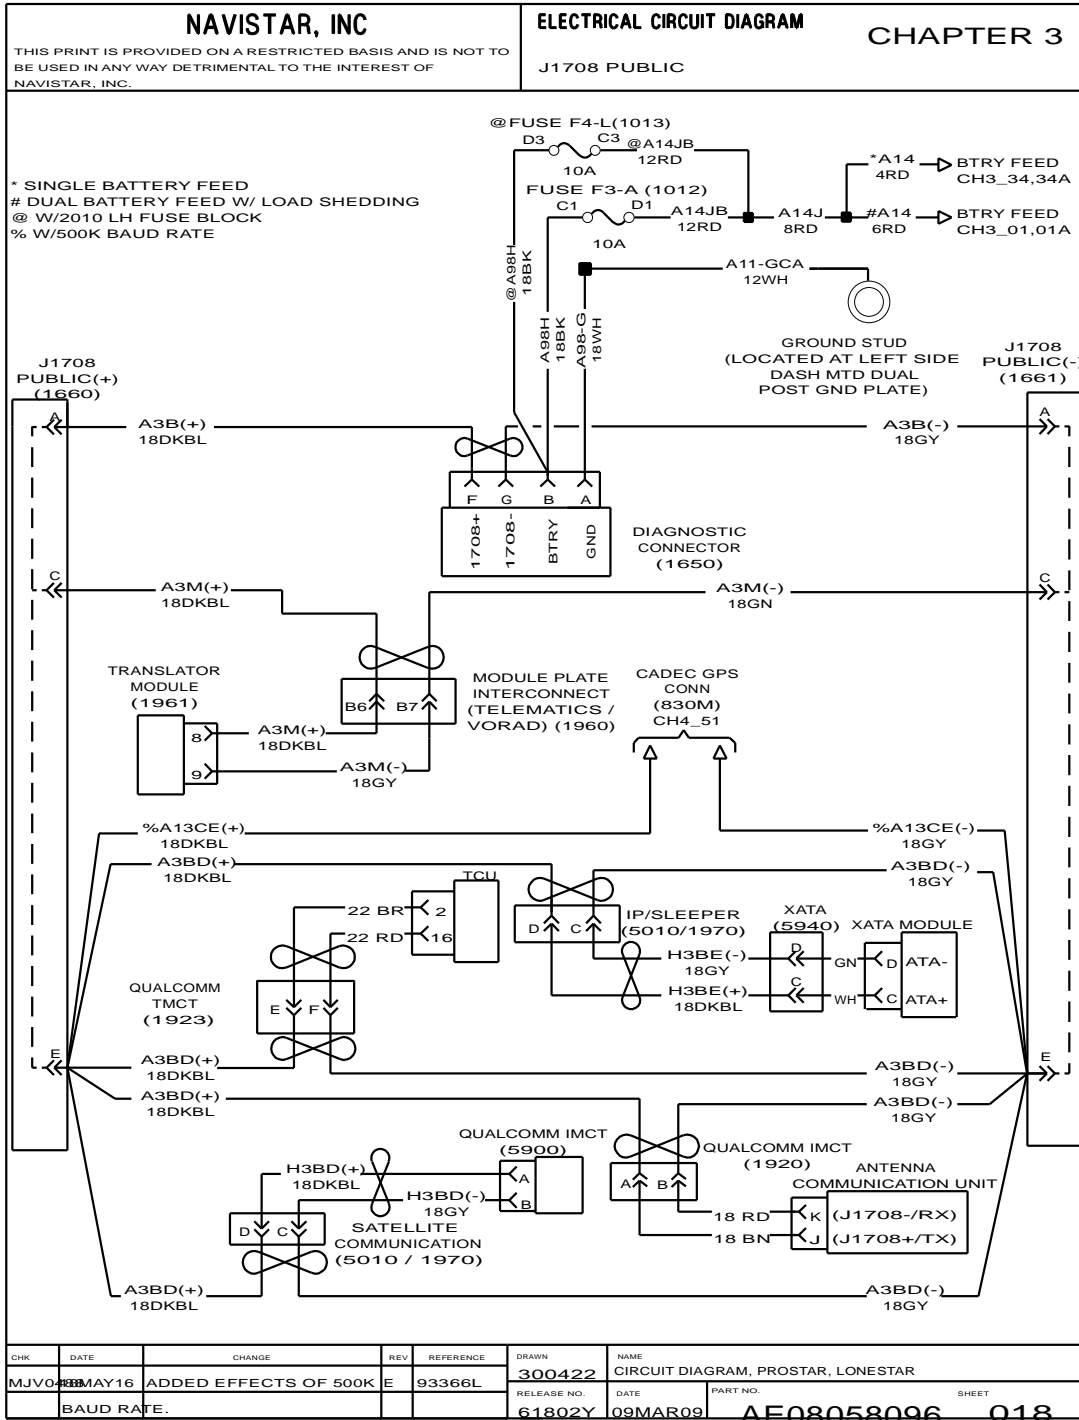 NAVISTAR, INC
THIS PRINT IS PROVIDED ON A RESTRICTED BASIS AND IS NOT TO
BE USED IN ANY WAY DETRIMENTAL TO THE INTEREST OF
NAVISTAR, INC.
ELECTRICAL CIRCUIT DIAGRAM
J1708 PUBLIC
CHAPTER 3
* SINGLE BATTERY FEED
# DUAL BATTERY FEED W/ LOAD SHEDDING
@ W/2010 LH FUSE BLOCK
% W/500K BAUD RATE
@FUSE F4-L(1013)
D3
C3
10A
@A14JB
12RD
FUSE F3-A (1012)
C1
D1
10A
A14JB
12RD
A14J
8RD
*A14
4RD
BTRY FEED
CH3_34,34A
#A14
6RD
BTRY FEED
CH3_01,01A
@A98H
18BK
A98H
18BK
A98-G
18WH
A11-GCA
12WH
GROUND STUD
(LOCATED AT LEFT SIDE
DASH MTD DUAL
POST GND PLATE)
J1708
PUBLIC(+)
(1660)
J1708
PUBLIC(-
(1661)
A
A3B(+)
18DKBL
A3B(-)
18GY
A
F
G
B
A
1708+
1708-
BTRY
GND
DIAGNOSTIC
CONNECTOR
(1650)
C
A3M(+)
18DKBL
A3M(-)
18GN
C
TRANSLATOR
MODULE
(1961)
8
9
A3M(+)
18DKBL
A3M(-)
18GY
B6
B7
MODULE PLATE
INTERCONNECT
(TELEMATICS /
VORAD) (1960)
CADEC GPS
CONN
(830M)
CH4_51
%A13CE(+)
18DKBL
%A13CE(-)
18GY
A3BD(+)
18DKBL
A3BD(-)
18GY
TCU
22 BR
2
22 RD
16
D
C
IP/SLEEPER
(5010/1970)
H3BE(-)
18GY
H3BE(+)
18DKBL
XATA
(5940)
D
C
GN
WH
XATA MODULE
D
ATA-
C
ATA+
QUALCOMM
TMCT
(1923)
E
F
E
A3BD(+)
18DKBL
A3BD(-)
18GY
E
A3BD(+)
18DKBL
A3BD(-)
18GY
QUALCOMM IMCT
(5900)
A
B
H3BD(+)
18DKBL
H3BD(-)
18GY
D
C
SATELLITE
COMMUNICATION
(5010 / 1970)
QUALCOMM IMCT
(1920)
A
B
ANTENNA
COMMUNICATION UNIT
18 RD
K
(J1708-/RX)
18 BN
J
(J1708+/TX)
A3BD(+)
18DKBL
A3BD(-)
18GY
CHK
DATE
CHANGE
REV
REFERENCE
DRAWN
300422
NAME
CIRCUIT DIAGRAM, PROSTAR, LONESTAR
MAY16
ADDED EFFECTS OF 500K
E
93366L
BAUD RATE.
RELEASE NO.
61802Y
DATE
09MAR09
PART NO.
AE08058096
SHEET
018